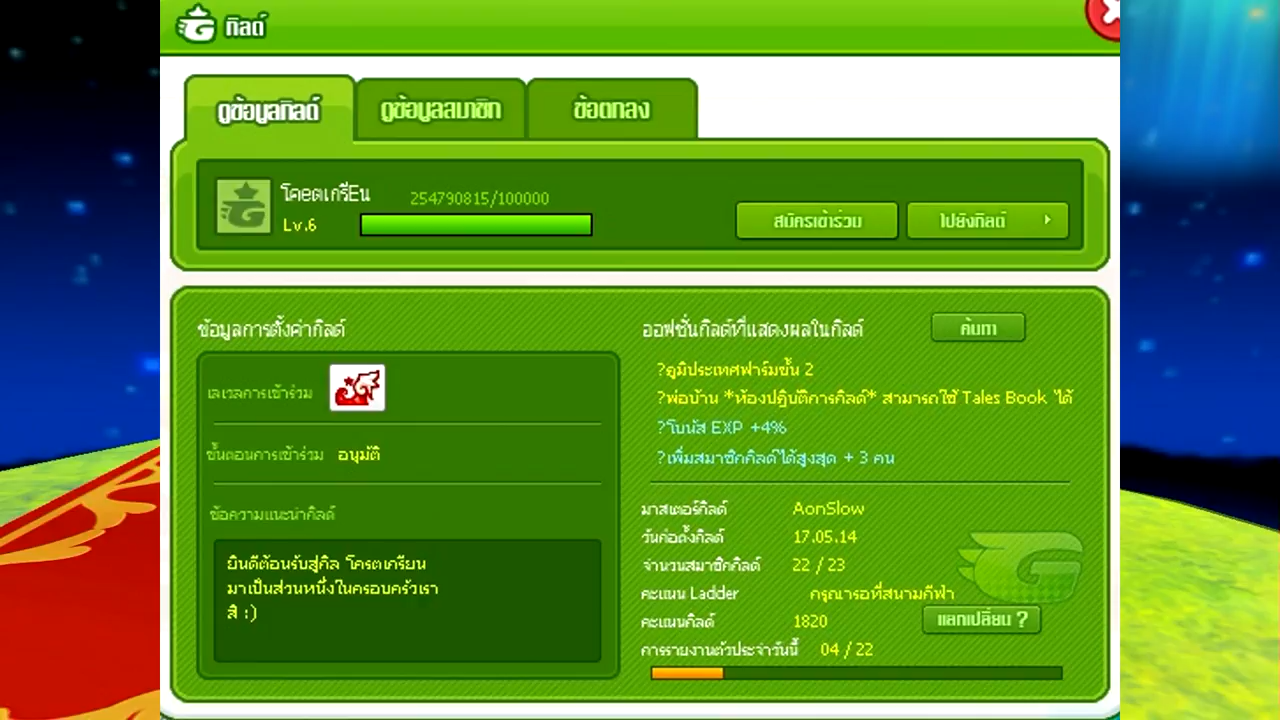 กิลด์
ดูข้อมูลกิลด์
ดูข้อมูลสมาชิก
ข้อตกลง
โคeตเกรีEน
254790815/100000
Lv.6
สมัครเข้าร่วม
ไปยังกิลด์
ข้อมูลการตั้งค่ากิลด์
เลเวลการเข้าร่วม
ขั้นตอนการเข้าร่วม อนุมัติ
ข้อความแนะนำกิลด์
ยินดีต้อนรับสู่กิล โครตเกรียน
มาเป็นส่วนหนึ่งในครอบครัวเรา
สิ :)
ออฟชั่นกิลด์ที่แสดงผลในกิลด์
ค้นหา
?ภูมิประเทศฟาร์มขั้น 2
?พ่อบ้าน *ห้องปฏิบัติการกิลด์* สามารถใช้ Tales Book ได้
?โบนัส EXP +4%
?เพิ่มสมาชิกกิลด์ได้สูงสุด + 3 คน
มาสเตอร์กิลด์ AonSlow
วันก่อตั้งกิลด์ 17.05.14
จำนวนสมาชิกกิลด์ 22 / 23
คะแนน Ladder กรุณารอที่สนามกีฬา
คะแนนกิลด์ 1820
แลกเปลี่ยน ?
การรายงานตัวประจำวันนี้ 04 / 22